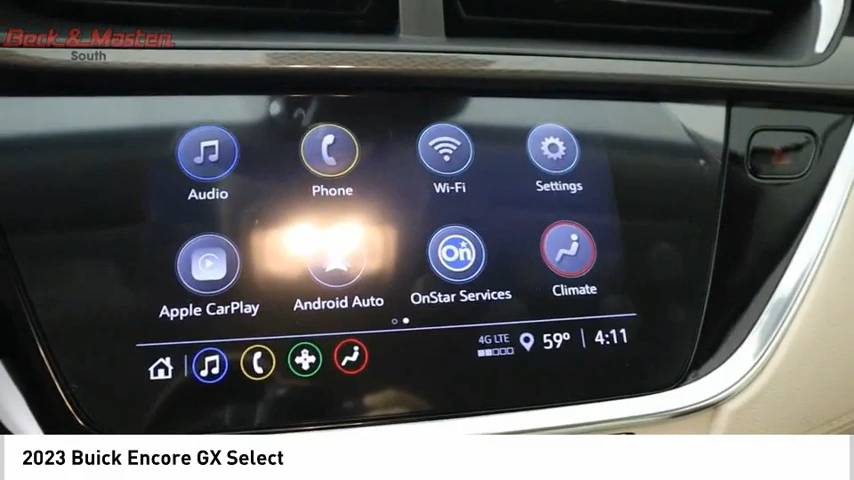 Beck & Masten
South
Audio
Phone
Wi-Fi
Settings
Apple CarPlay
Android Auto
On
OnStar Services
Climate
4G LTE
59° 4:11
2023 Buick Encore GX Select